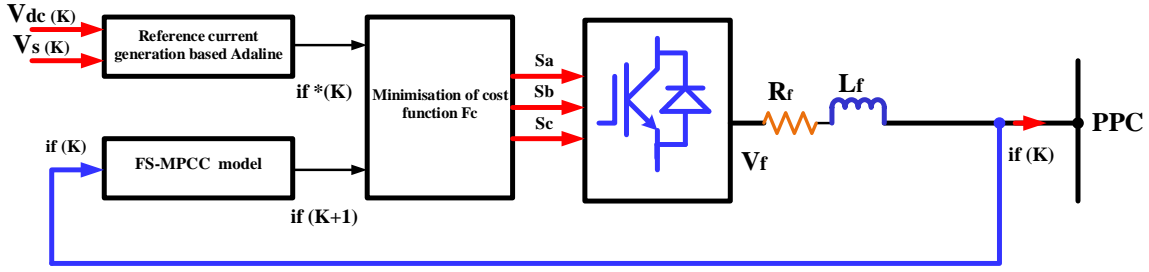 Vdc (K)
Vs (K)
Reference current
generation based Adaline
if *(K)
Minimisation of cost
function Fc
Sa
Sb
Sc
Rf
Lf
Vf
if (K)
PPC
if (K)
FS-MPCC model
if (K+1)